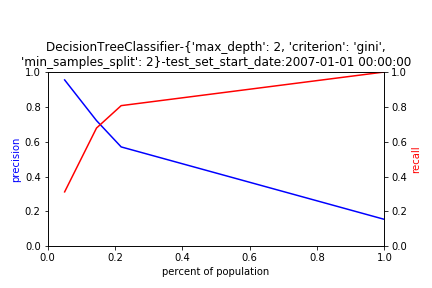 DecisionTreeClassifier-{'max_depth': 2, 'criterion': 'gini',
'min_samples_split': 2}-test_set_start_date:2007-01-01 00:00:00
1.0
0.8
0.6
0.4
0.2
0.0
precision
1.0
0.8
0.6
0.4
0.2
0.0
recall
0.0 0.2 0.4 0.6 0.8 1.0
percent of population